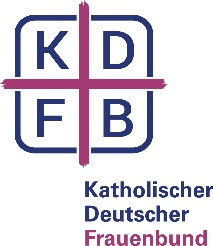 K D
F B
Katholischer
Deutscher
Frauenbund